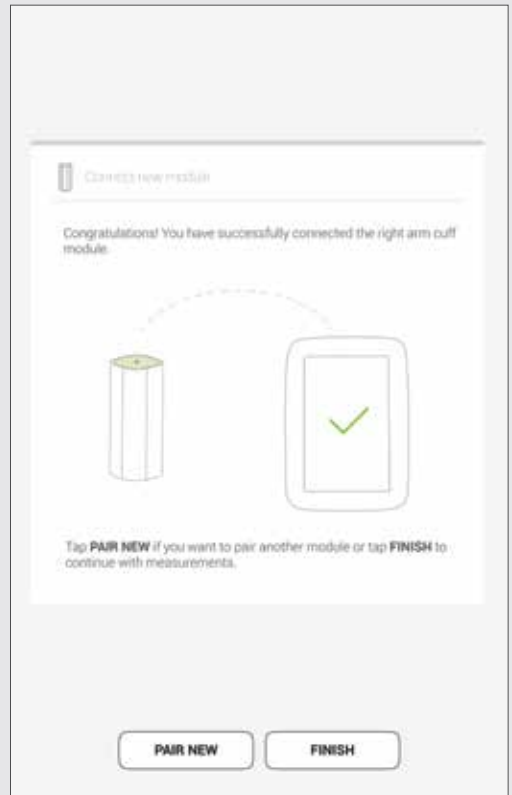 Connect new module
Congratulations! You have successfully connected the right arm cuff
module.
Tap PAIR NEW if you want to pair another module or tap FINISH to
continue with measurements.
PAIR NEW
FINISH